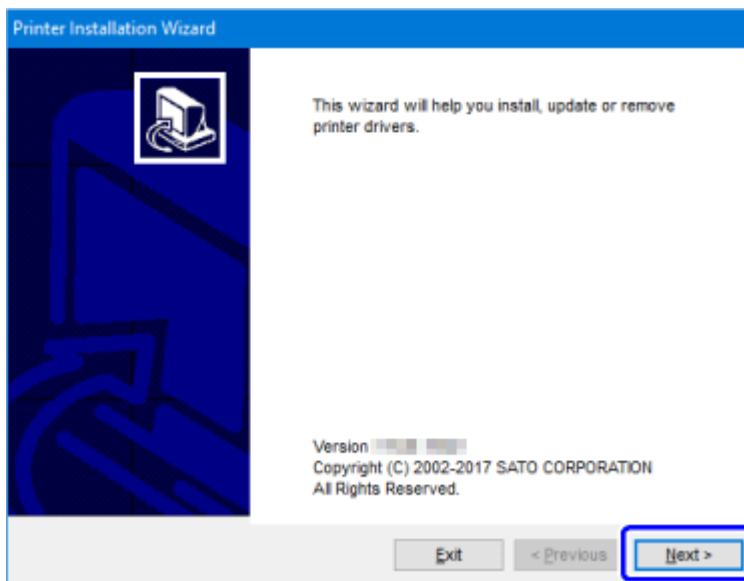 Printer Installation Wizard
This wizard will help you install, update or remove
printer drivers.
Version
Copyright (C) 2002-2017 SATO CORPORATION
All Rights Reserved.
Exit
< Previous
Next >